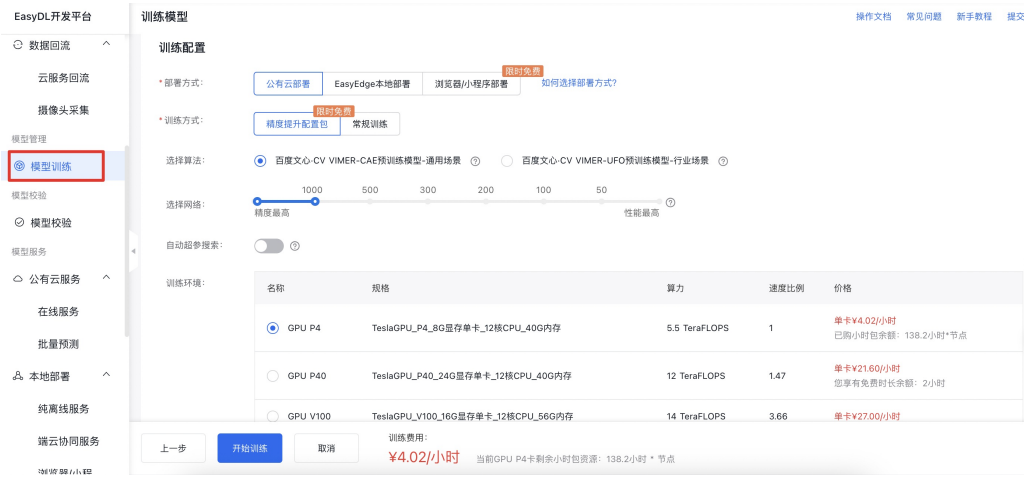 EasyDL开发平台
训练模型
操作文档 常见问题 新手教程 提交
数据回流
云服务回流
摄像头采集
模型管理
模型训练
模型校验
模型校验
模型服务
公有云服务
在线服务
批量预测
本地部署
纯离线服务
端云协同服务
浏览器/小程
训练配置
*部署方式: 公有云部署 EasyEdge本地部署 浏览器/小程序部署 限时免费 如何选择部署方式?
*训练方式: 精度提升配置包 限时免费 常规训练
选择算法: 百度文心·CV VIMER-CAE预训练模型-通用场景 ? 百度文心·CV VIMER-UFO预训练模型-行业场景 ?
1000 500 300 200 100 50
选择网络: ?
精度最高 性能最高
自动超参搜索: ?
训练环境:
名称 规格 算力 速度比例 价格
GPU P4 TeslaGPU_P4_8G显存单卡_12核CPU_40G内存 5.5 TeraFLOPS 1 单卡¥4.02/小时
已购小时包余额: 138.2小时*节点
GPU P40 TeslaGPU_P40_24G显存单卡_12核CPU_40G内存 12 TeraFLOPS 1.47 单卡¥21.60/小时
您享有免费时长余额: 2小时
GPU V100 TeslaGPU_V100_16G显存单卡_12核CPU_56G内存 14 TeraFLOPS 3.66 单卡¥27.00/小时
上一步 开始训练 取消
训练费用:
¥4.02/小时 当前GPU P4卡剩余小时包资源: 138.2小时 * 节点